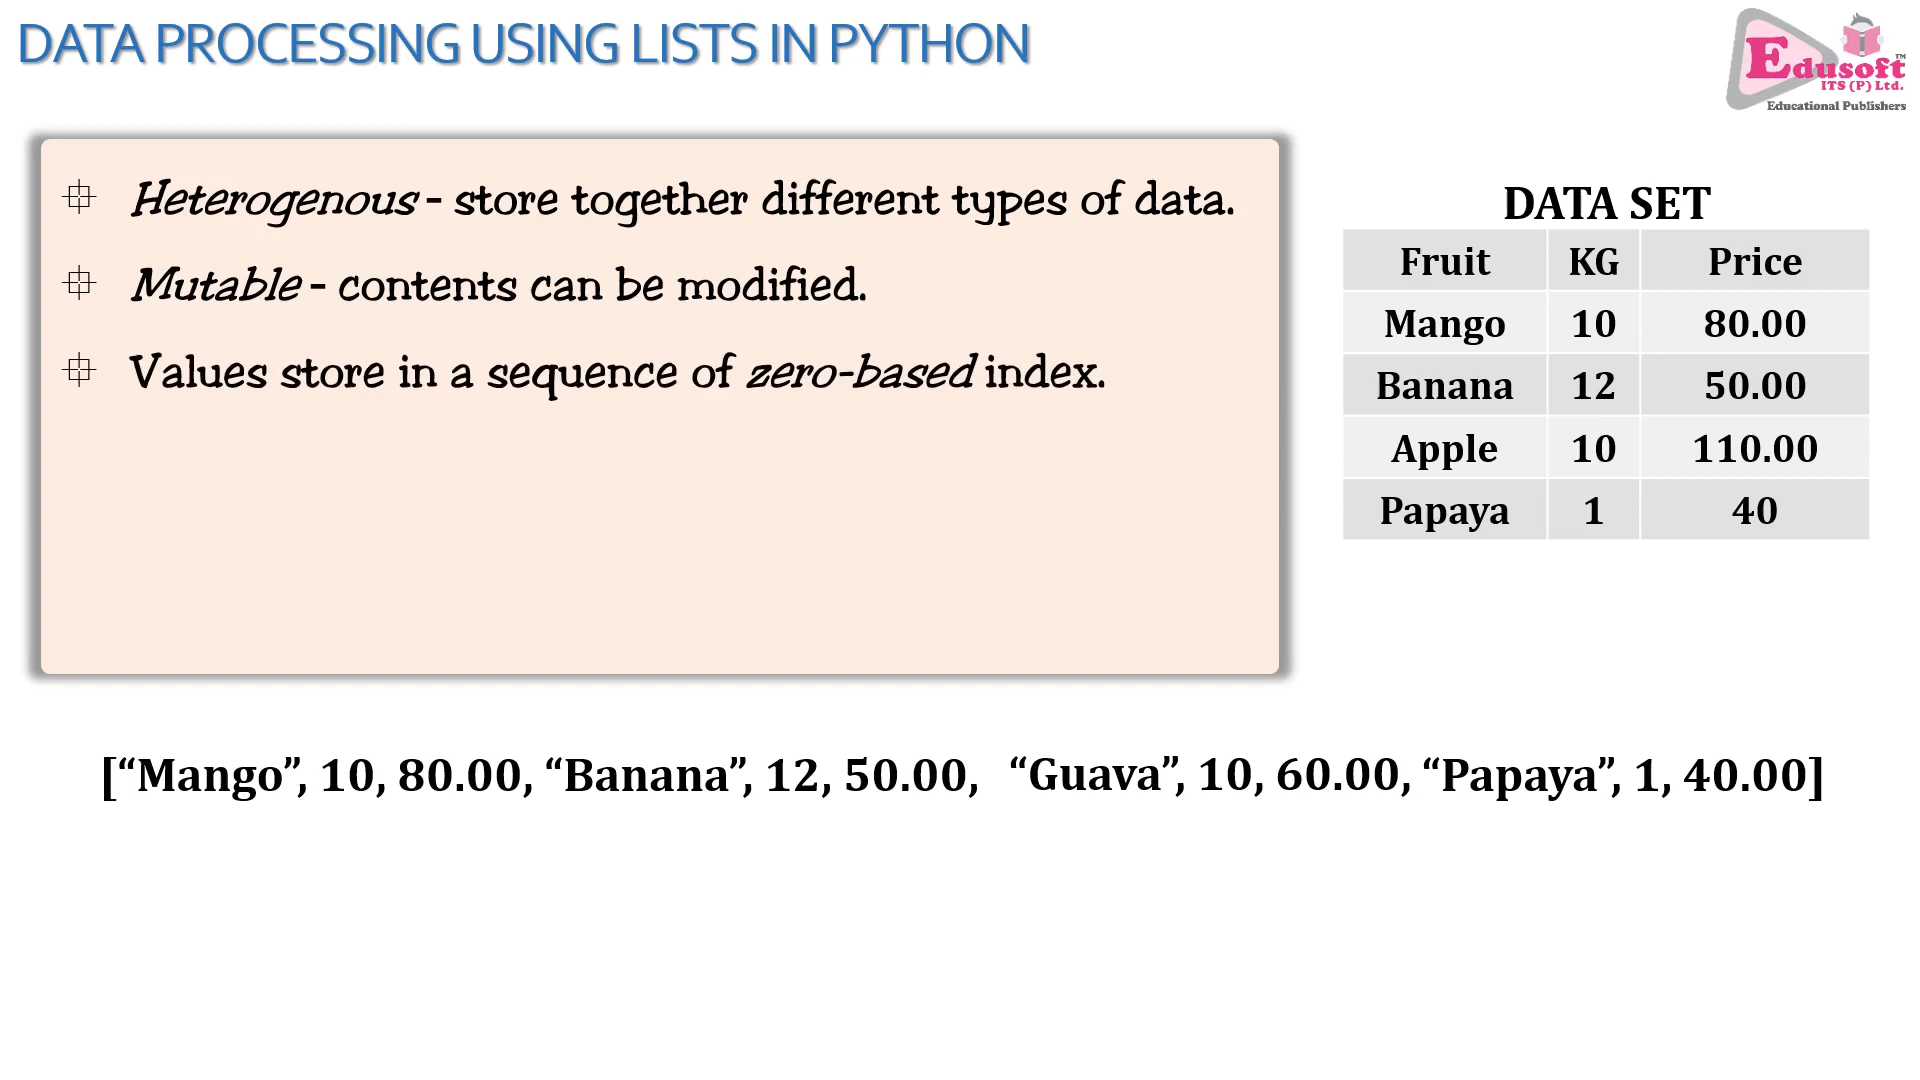 DATA PROCESSING USING LISTS IN PYTHON
Edusoft™
ITS (P) Ltd.
Educational Publishers
Heterogenous - store together different types of data.
Mutable - contents can be modified.
Values store in a sequence of zero-based index.
DATA SET
Fruit KG Price
Mango 10 80.00
Banana 12 50.00
Apple 10 110.00
Papaya 1 40
[“Mango”, 10, 80.00, “Banana”, 12, 50.00, “Guava”, 10, 60.00, “Papaya”, 1, 40.00]